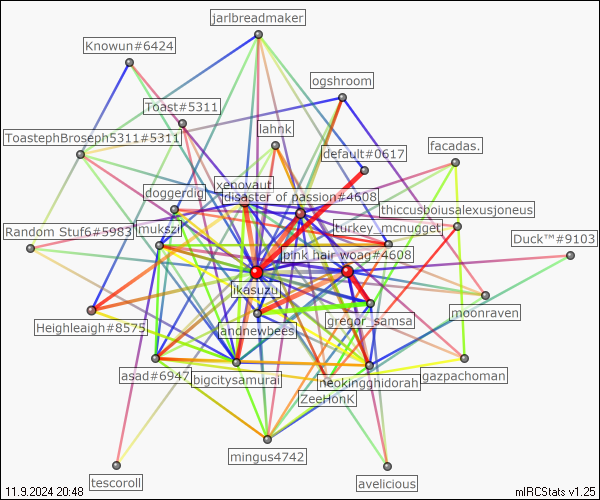 jarlbreadmaker
Knowun#6424
ogshroom
Toast#5311
lahnk
ToastephBroseph5311#5311
default#0617
facadas.
xenovaut
doggerdig
disaster of passion#4608
thiccusboiusalexusjoneus
mukszii
turkey_mcnugget
Random Stuf6#5983
Duck™#9103
pink hair woag#4608
ikasuzu
moonraven
Heighleaigh#8575
andnewbees
gregor_samsa
asad#6947
bigcitysamurai
neokingghidorah
gazpachoman
ZeeHonK
mingus4742
tescoroll
avelicious
11.9.2024 20:48
mIRCStats v1.25